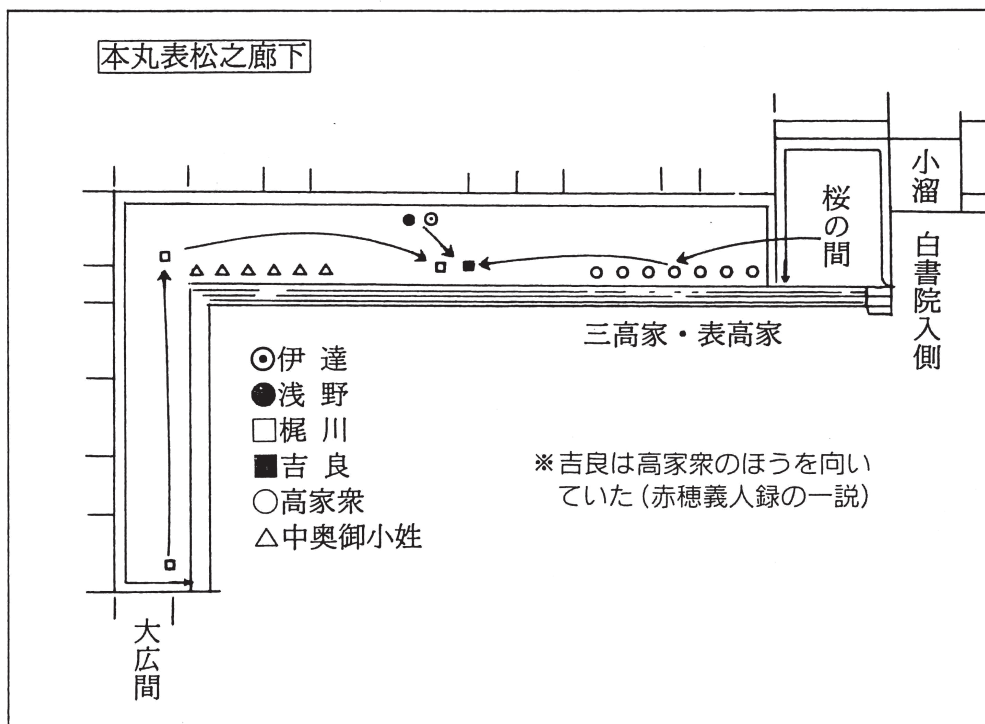 本丸表松之廊下
小溜
桜の間
白書院入側
三高家・表高家
伊達
浅野
梶川
吉良
高家衆
中奥御小姓
※吉良は高家衆のほうを向い
ていた（赤穂義人録の一説）
大広間